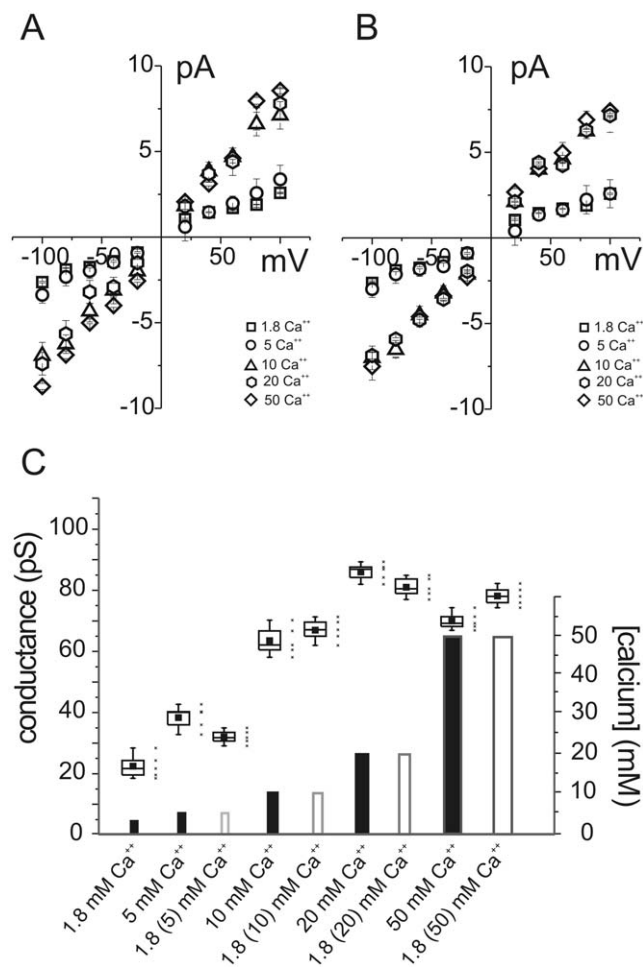 A
B
pA
pA
5
5
-100
-50
50
mV
-100
-50
50
mV
-5
-5
-10
-10
1.8 Ca⁺⁺
5 Ca⁺⁺
10 Ca⁺⁺
20 Ca⁺⁺
50 Ca⁺⁺
1.8 Ca⁺⁺
5 Ca⁺⁺
10 Ca⁺⁺
20 Ca⁺⁺
50 Ca⁺⁺
C
conductance (pS)
100
80
60
40
20
0
[calcium] (mM)
50
40
30
20
10
0
1.8 mM Ca⁺⁺
5 mM Ca⁺⁺
1.8 (5) mM Ca⁺⁺
10 mM Ca⁺⁺
1.8 (10) mM Ca⁺⁺
20 mM Ca⁺⁺
1.8 (20) mM Ca⁺⁺
50 mM Ca⁺⁺
1.8 (50) mM Ca⁺⁺